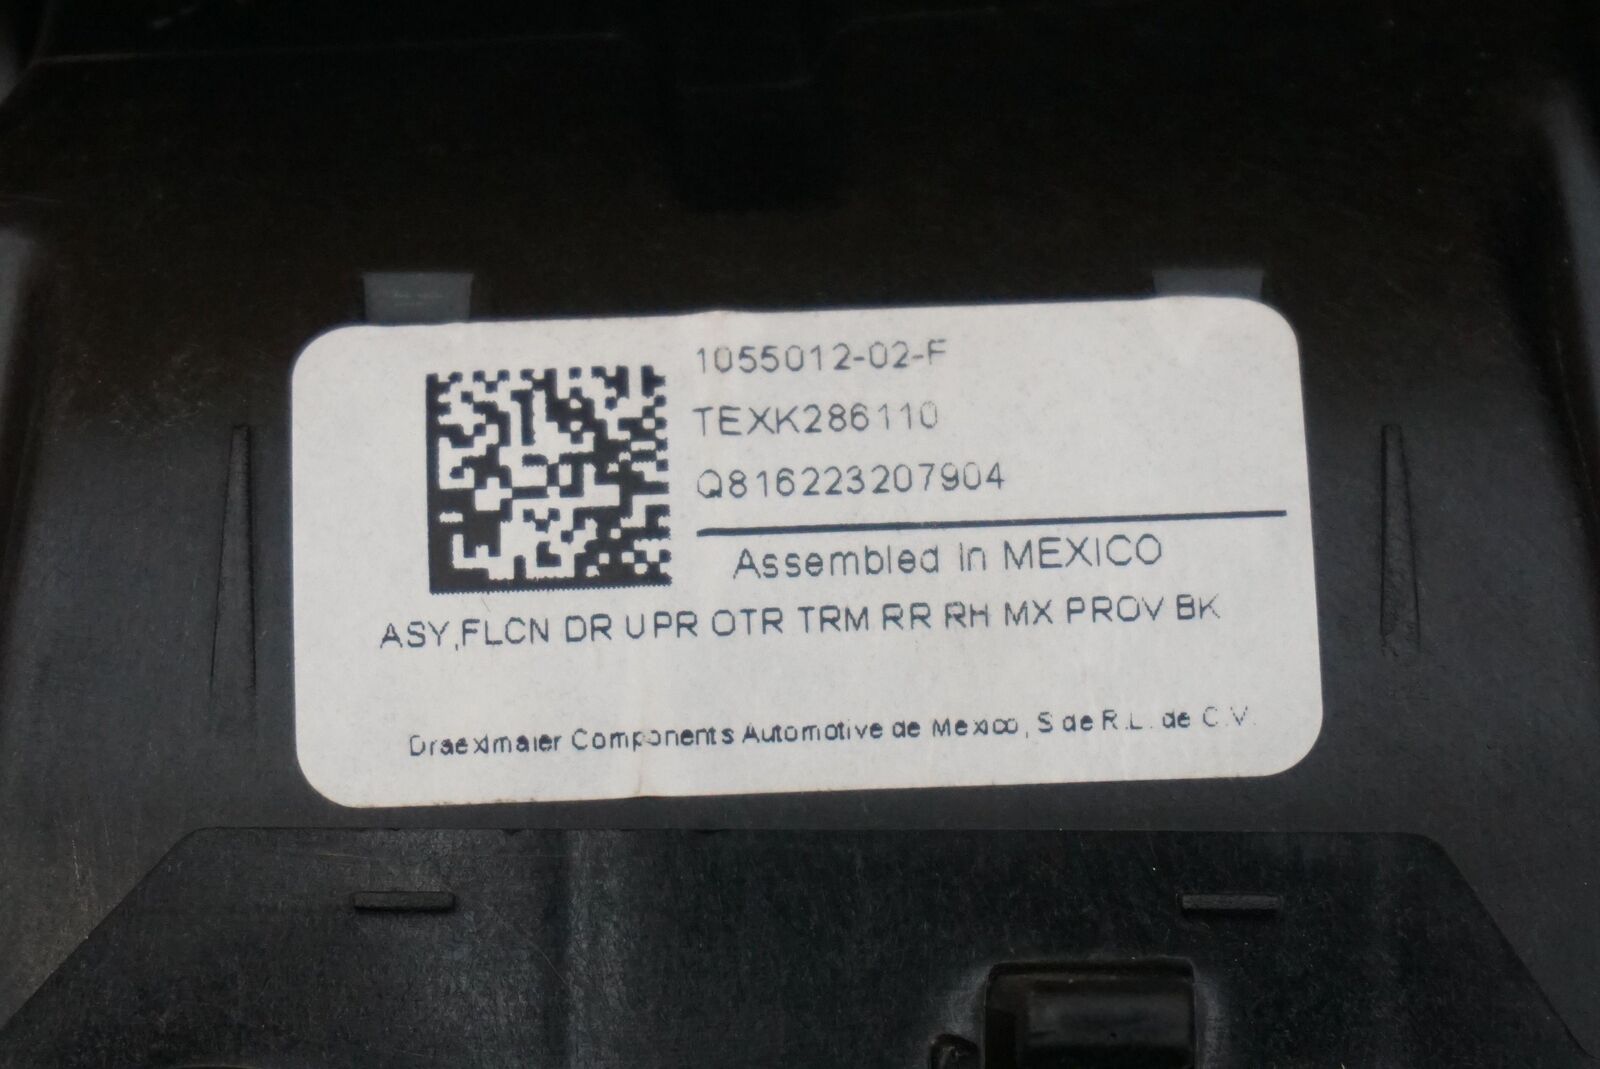 1055012-02-F
TEXK286110
Q816223207904
Assembled in MEXICO
ASY,FLCN DR UPR OTR TRM RR RH MX PROV BK
Draexlmaier Components Automotive de Mexico, S de R.L. de C.V.